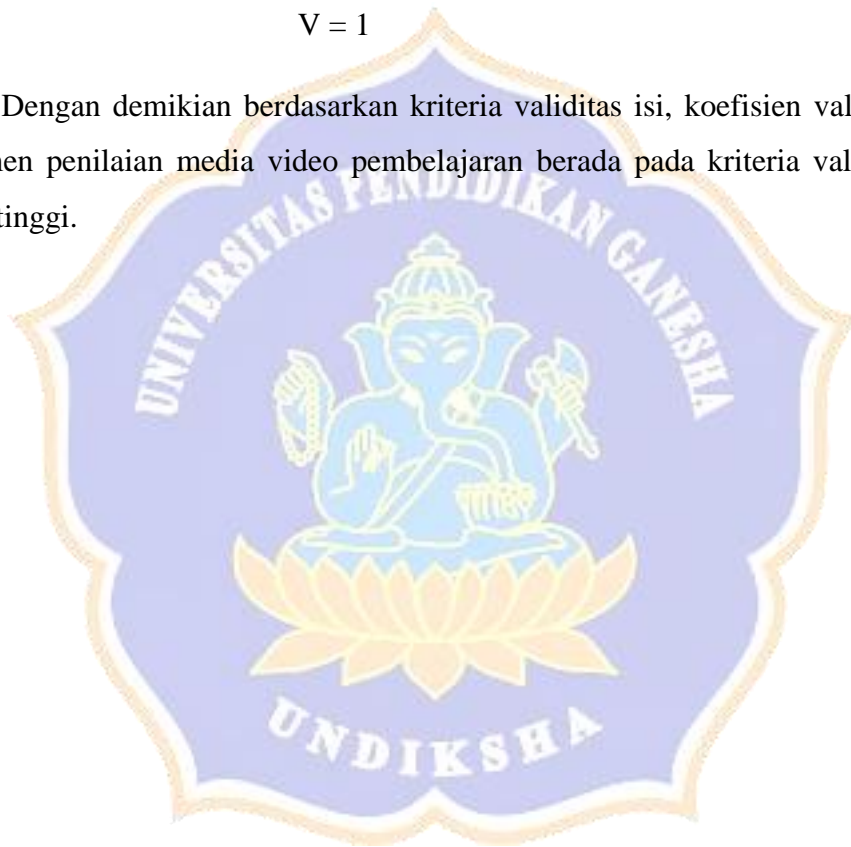 V = 1
Dengan demikian berdasarkan kriteria validitas isi, koefisien val
en penilaian media video pembelajaran berada pada kriteria val
tinggi.
UNIVERSITAS PENDIDIKAN GANESHA
UNDIKSHA